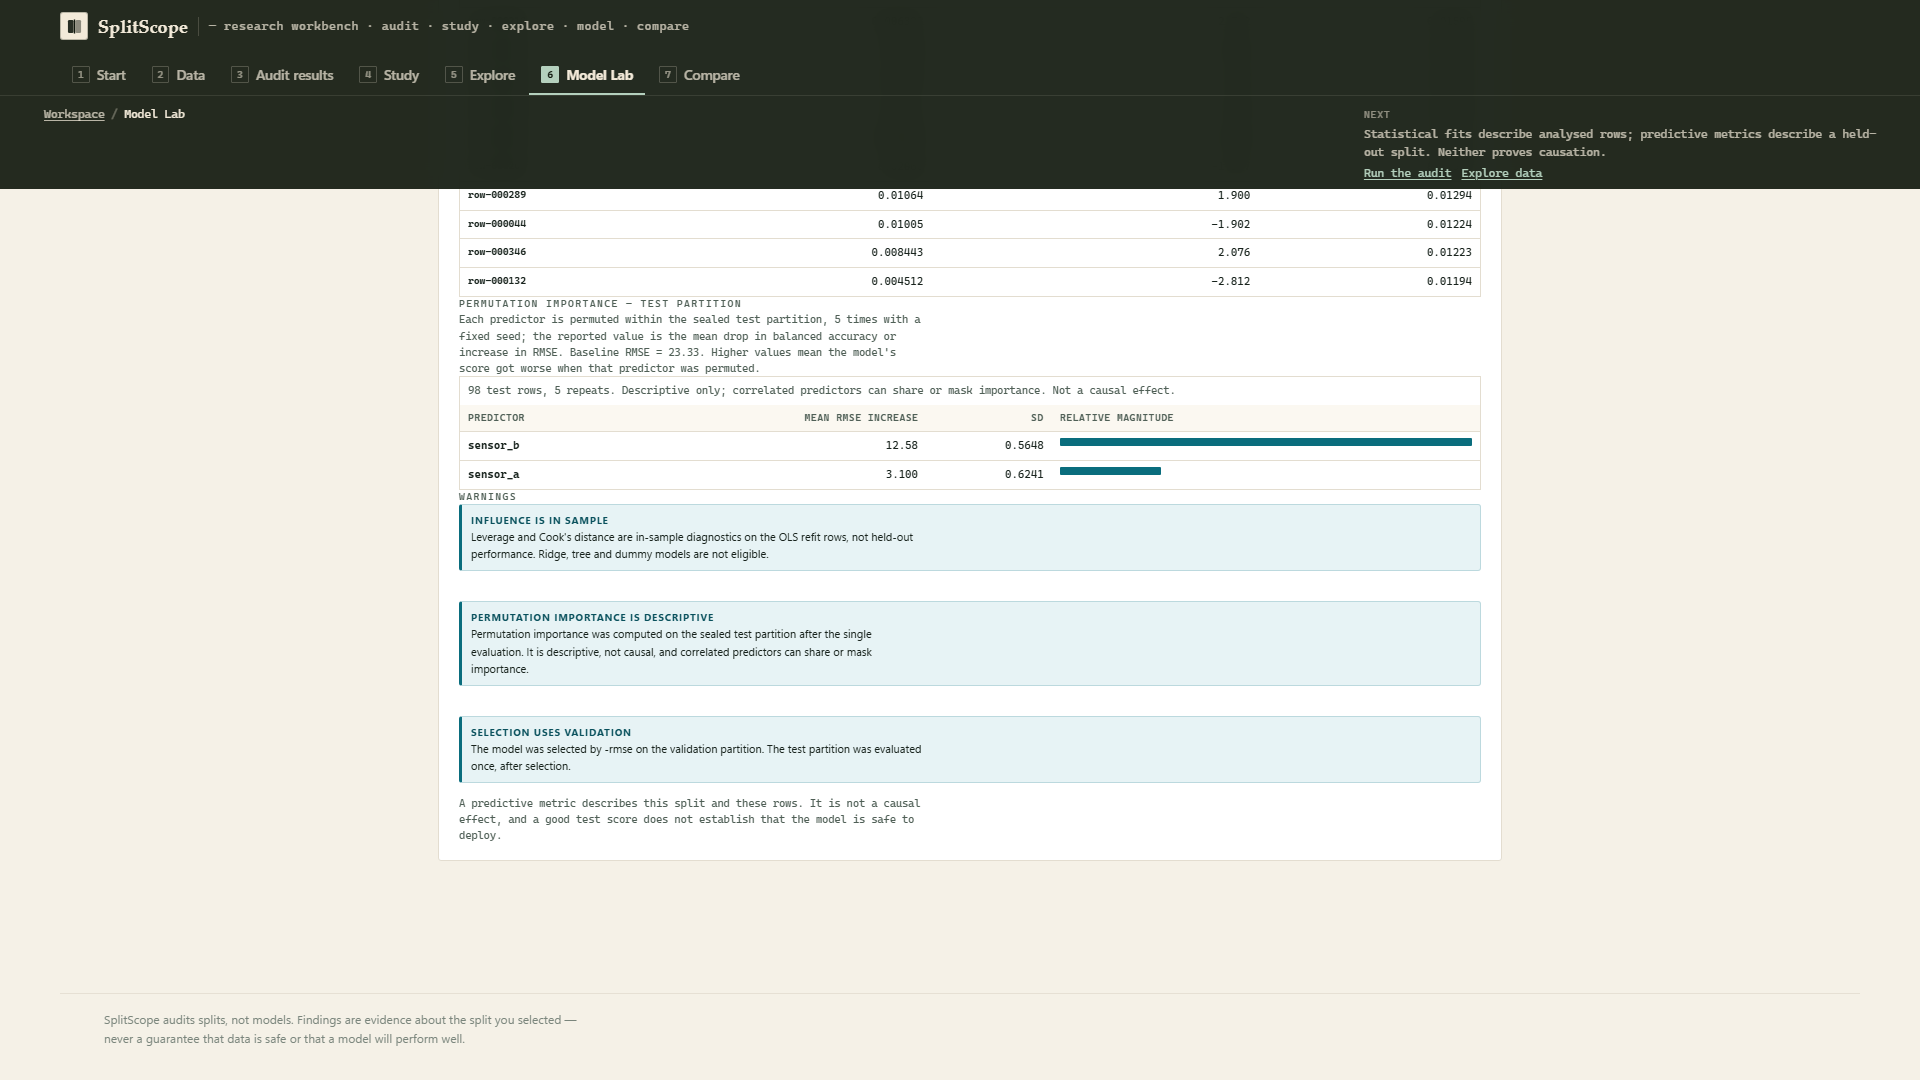 SplitScope
— research workbench · audit · study · explore · model · compare
1 Start 2 Data 3 Audit results 4 Study 5 Explore 6 Model Lab 7 Compare
Workspace / Model Lab
NEXT
Statistical fits describe analysed rows; predictive metrics describe a held-
out split. Neither proves causation.
Run the audit Explore data
row-000289 0.01064 1.900 0.01294
row-000044 0.01005 −1.902 0.01224
row-000346 0.008443 2.076 0.01223
row-000132 0.004512 −2.812 0.01194
PERMUTATION IMPORTANCE — TEST PARTITION
Each predictor is permuted within the sealed test partition, 5 times with a
fixed seed; the reported value is the mean drop in balanced accuracy or
increase in RMSE. Baseline RMSE = 23.33. Higher values mean the model's
score got worse when that predictor was permuted.
98 test rows, 5 repeats. Descriptive only; correlated predictors can share or mask importance. Not a causal effect.
PREDICTOR MEAN RMSE INCREASE SD RELATIVE MAGNITUDE
sensor_b 12.58 0.5648
sensor_a 3.100 0.6241
WARNINGS
INFLUENCE IS IN SAMPLE
Leverage and Cook's distance are in-sample diagnostics on the OLS refit rows, not held-out
performance. Ridge, tree and dummy models are not eligible.
PERMUTATION IMPORTANCE IS DESCRIPTIVE
Permutation importance was computed on the sealed test partition after the single
evaluation. It is descriptive, not causal, and correlated predictors can share or mask
importance.
SELECTION USES VALIDATION
The model was selected by -rmse on the validation partition. The test partition was evaluated
once, after selection.
A predictive metric describes this split and these rows. It is not a causal
effect, and a good test score does not establish that the model is safe to
deploy.
SplitScope audits splits, not models. Findings are evidence about the split you selected —
never a guarantee that data is safe or that a model will perform well.